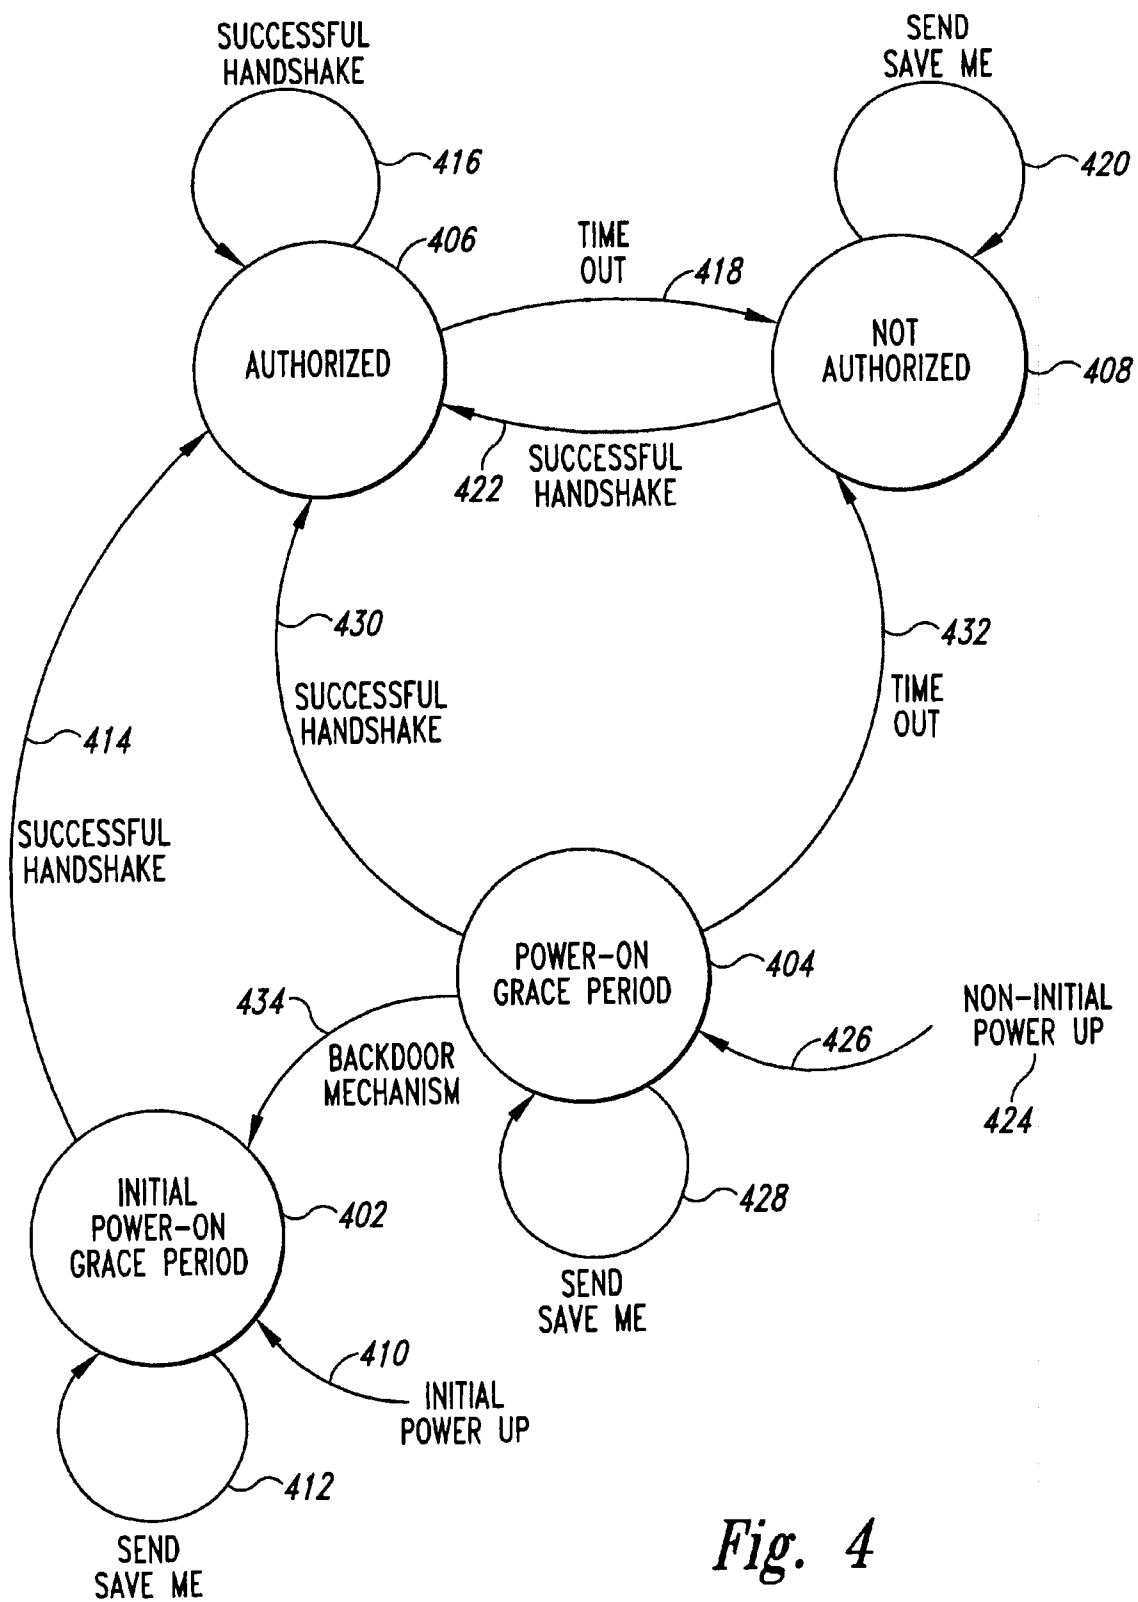 SUCCESSFUL
HANDSHAKE
SEND
SAVE ME
416
420
406
TIME
OUT
418
AUTHORIZED
NOT
AUTHORIZED
408
422
SUCCESSFUL
HANDSHAKE
430
432
SUCCESSFUL
HANDSHAKE
TIME
OUT
414
SUCCESSFUL
HANDSHAKE
POWER-ON
GRACE PERIOD
404
434
NON-INITIAL
POWER UP
426
BACKDOOR
MECHANISM
424
INITIAL
POWER-ON
GRACE PERIOD
402
428
SEND
SAVE ME
410
INITIAL
POWER UP
412
SEND
SAVE ME
Fig. 4